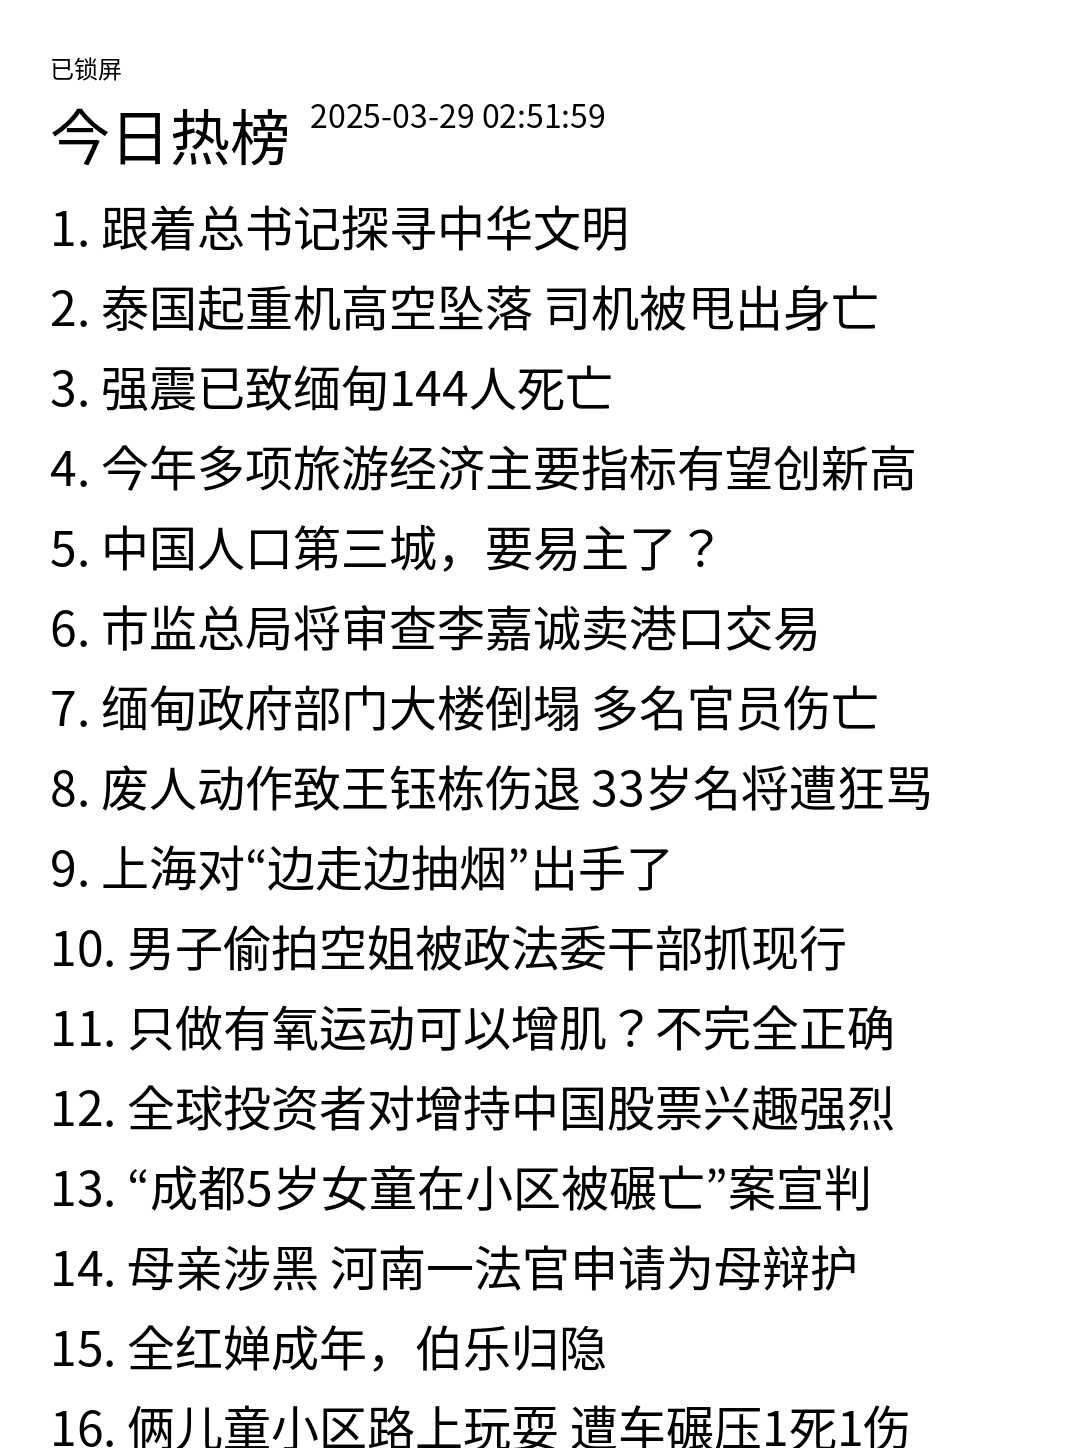 已锁屏
今日热榜 2025-03-29 02:51:59
1. 跟着总书记探寻中华文明
2. 泰国起重机高空坠落 司机被甩出身亡
3. 强震已致缅甸144人死亡
4. 今年多项旅游经济主要指标有望创新高
5. 中国人口第三城，要易主了？
6. 市监总局将审查李嘉诚卖港口交易
7. 缅甸政府部门大楼倒塌 多名官员伤亡
8. 废人动作致王钰栋伤退 33岁名将遭狂骂
9. 上海对“边走边抽烟”出手了
10. 男子偷拍空姐被政法委干部抓现行
11. 只做有氧运动可以增肌？不完全正确
12. 全球投资者对增持中国股票兴趣强烈
13. “成都5岁女童在小区被碾亡”案宣判
14. 母亲涉黑 河南一法官申请为母辩护
15. 全红婵成年，伯乐归隐
16. 俩儿童小区路上玩耍 遭车碾压1死1伤